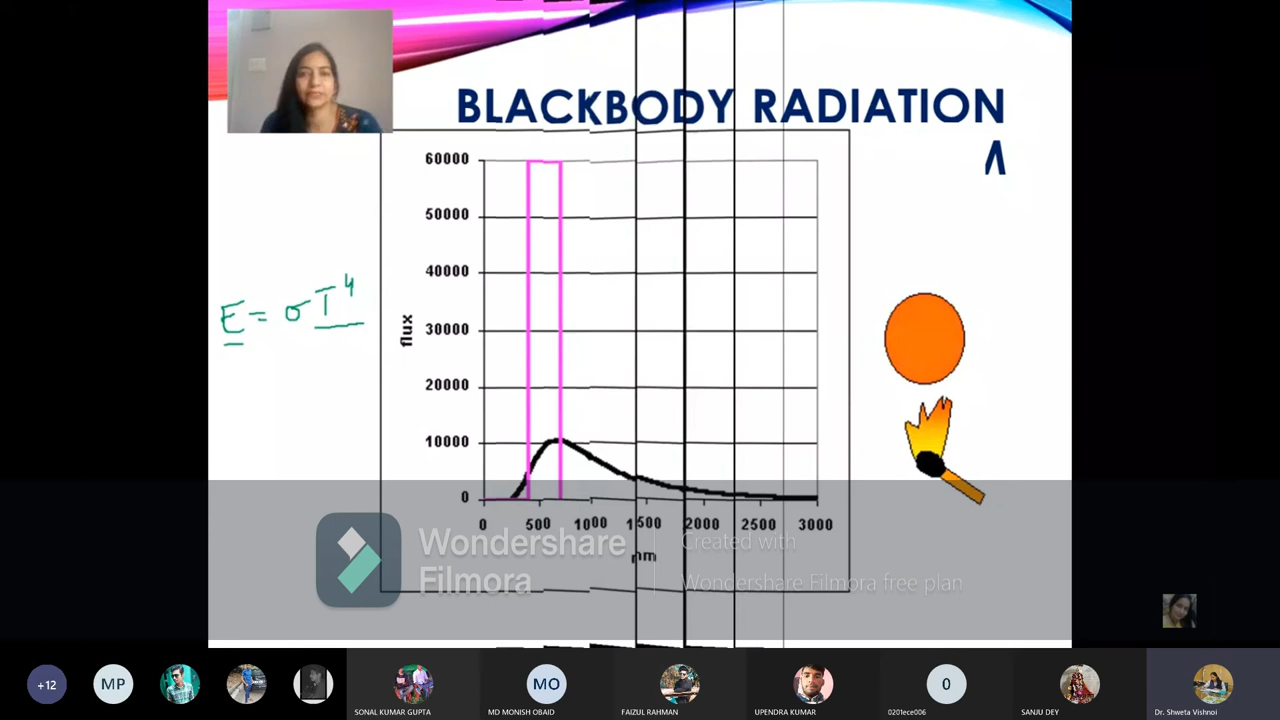 BLACKBODY RADIATION
60000
50000
40000
30000
20000
10000
0
flux
0 500 1000 1500 2000 2500 3000
nm
E = σT⁴
Wondershare
Filmora
Created with
Wondershare Filmora free plan
+12
MP
SONAL KUMAR GUPTA
MO
MD MONISH OBAID
FAIZUL RAHMAN
UPENDRA KUMAR
0
0201ece006
SANJU DEY
Dr. Shweta Vishnoi